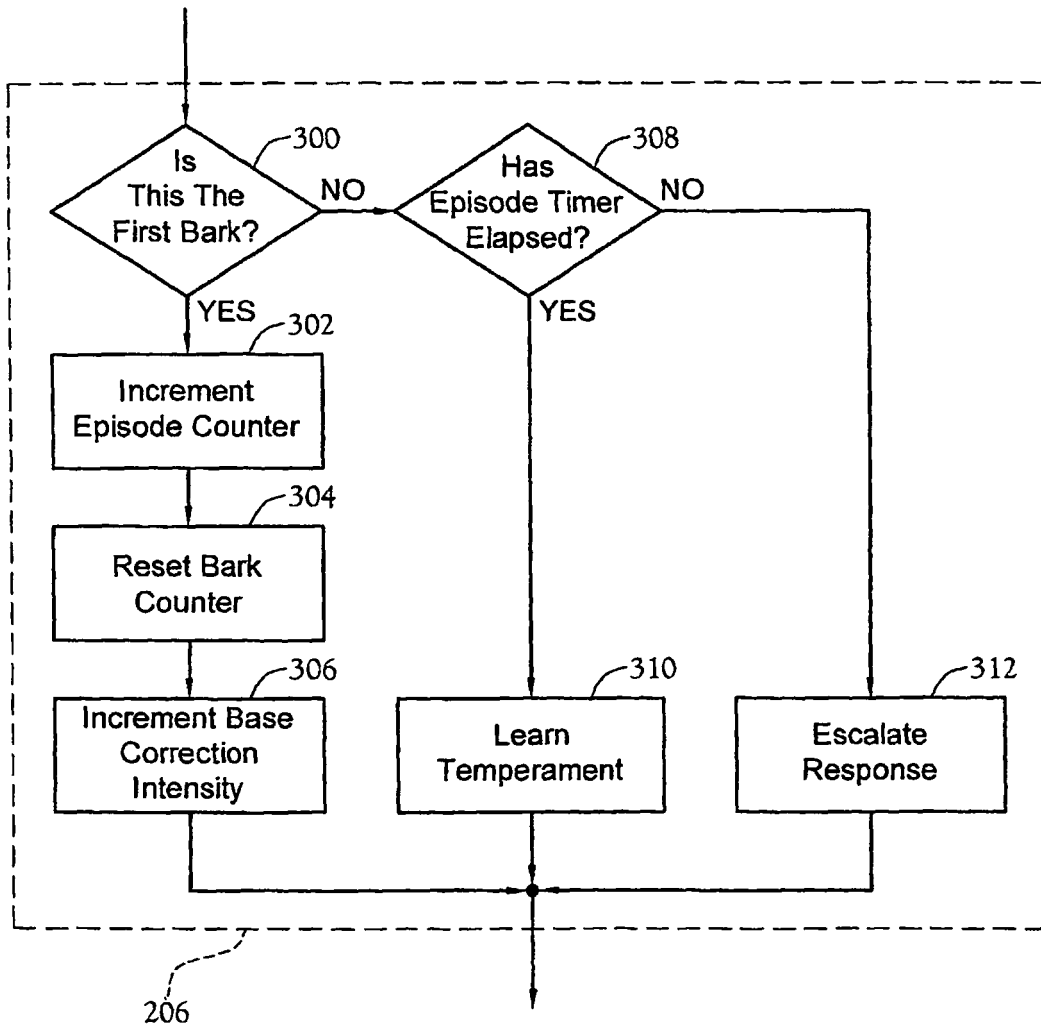 Is
This The
First Bark?
300
NO
Has
Episode Timer
Elapsed?
308
NO
YES
YES
302
Increment
Episode Counter
304
Reset Bark
Counter
306
Increment Base
Correction
Intensity
310
Learn
Temperament
312
Escalate
Response
206